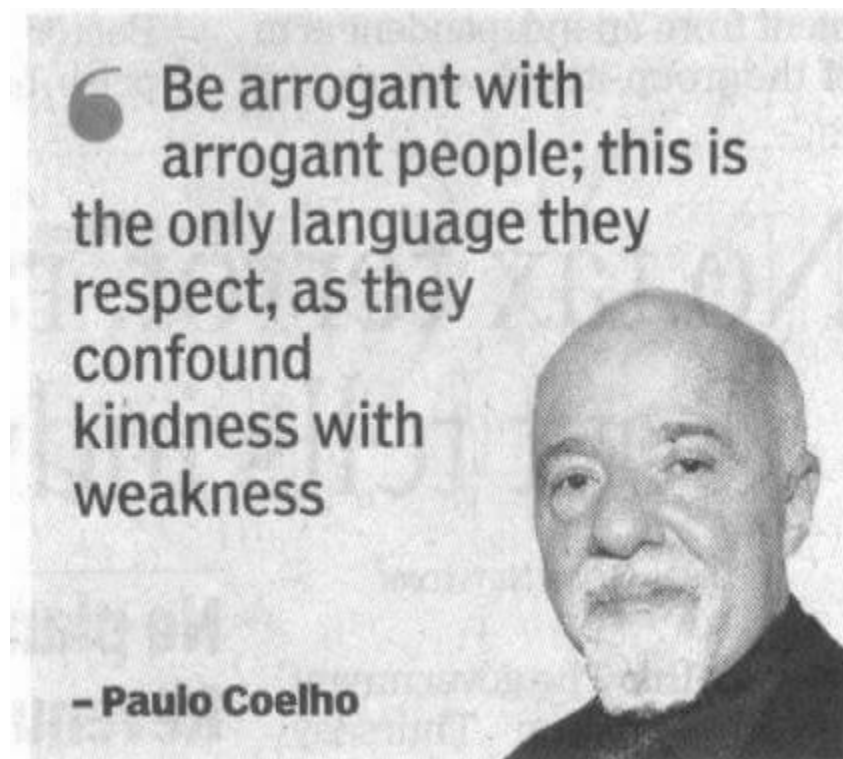 ‘ Be arrogant with
arrogant people; this is
the only language they
respect, as they
confound
kindness with
weakness
– Paulo Coelho